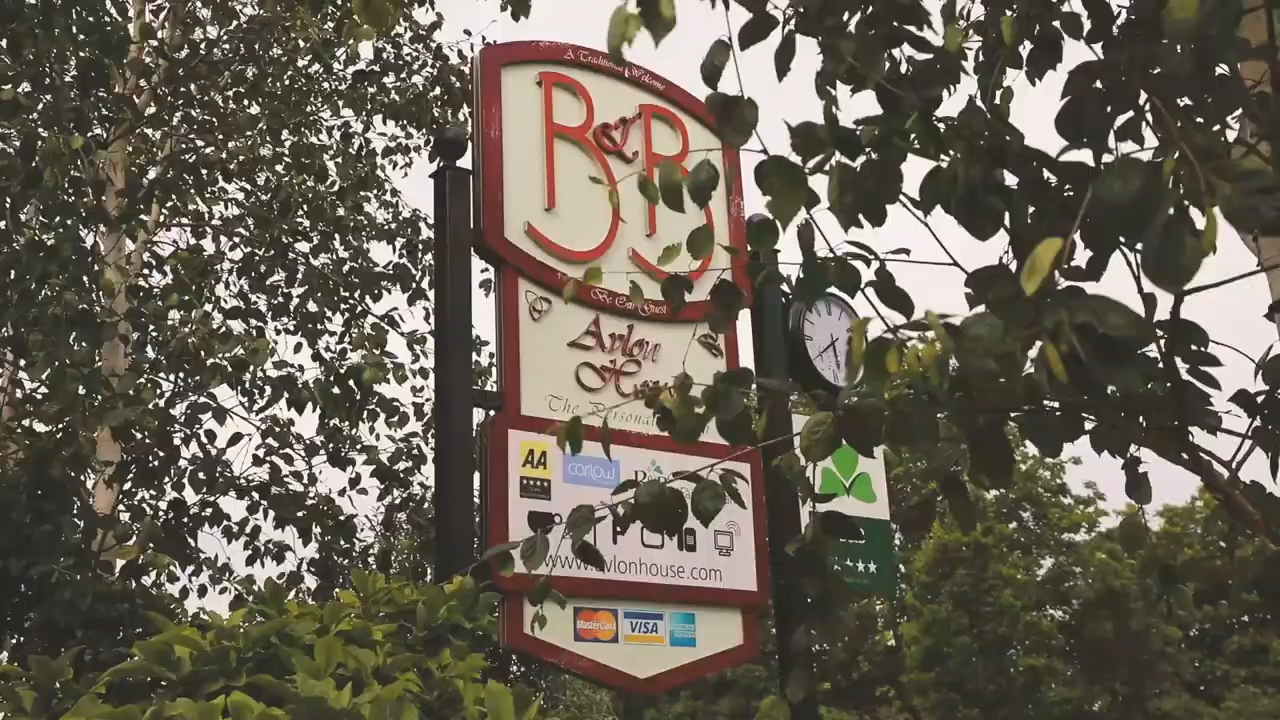 A Traditional Welcome
B&B
Be Our Guest
Avlon
The Personal
AA
carlow
www.avlonhouse.com
MasterCard
VISA